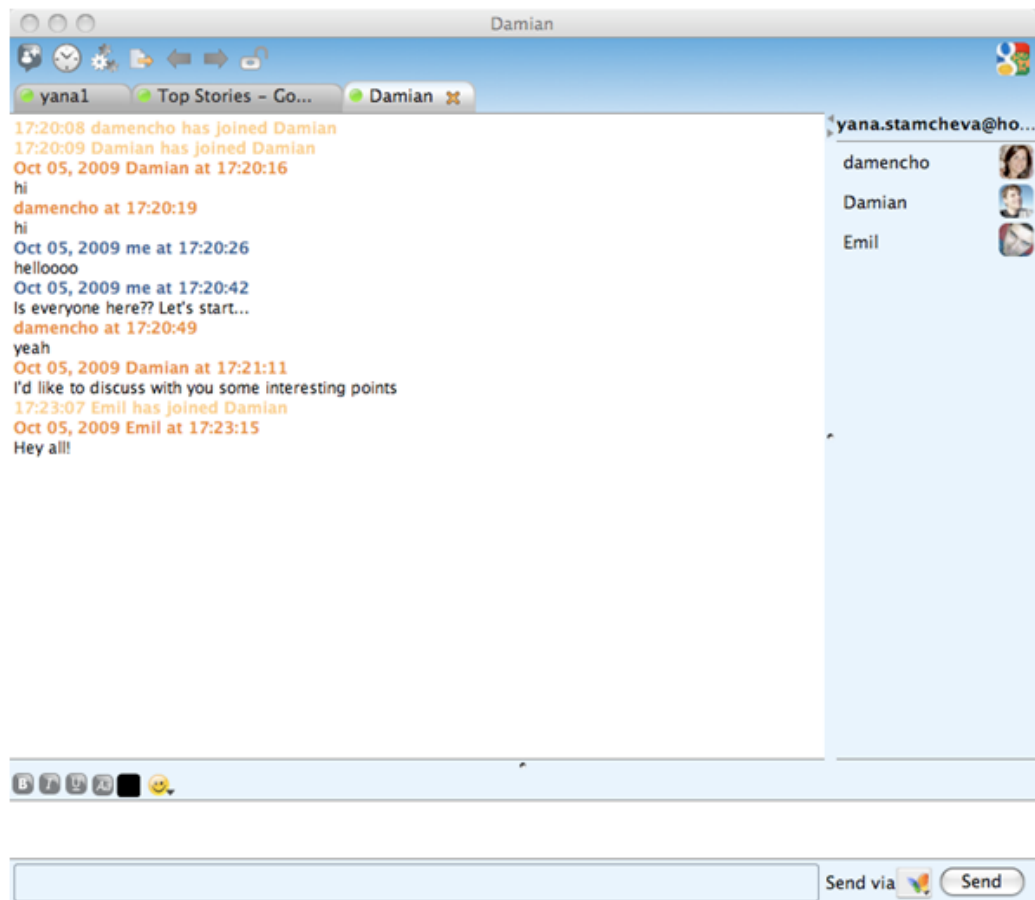 Damian
yana1
Top Stories – Go...
Damian
17:20:08 damencho has joined Damian
17:20:09 Damian has joined Damian
Oct 05, 2009 Damian at 17:20:16
hi
damencho at 17:20:19
hi
Oct 05, 2009 me at 17:20:26
helloooo
Oct 05, 2009 me at 17:20:42
Is everyone here?? Let's start...
damencho at 17:20:49
yeah
Oct 05, 2009 Damian at 17:21:11
I'd like to discuss with you some interesting points
17:23:07 Emil has joined Damian
Oct 05, 2009 Emil at 17:23:15
Hey all!
yana.stamcheva@ho...
damencho
Damian
Emil
B I U
Send via
Send